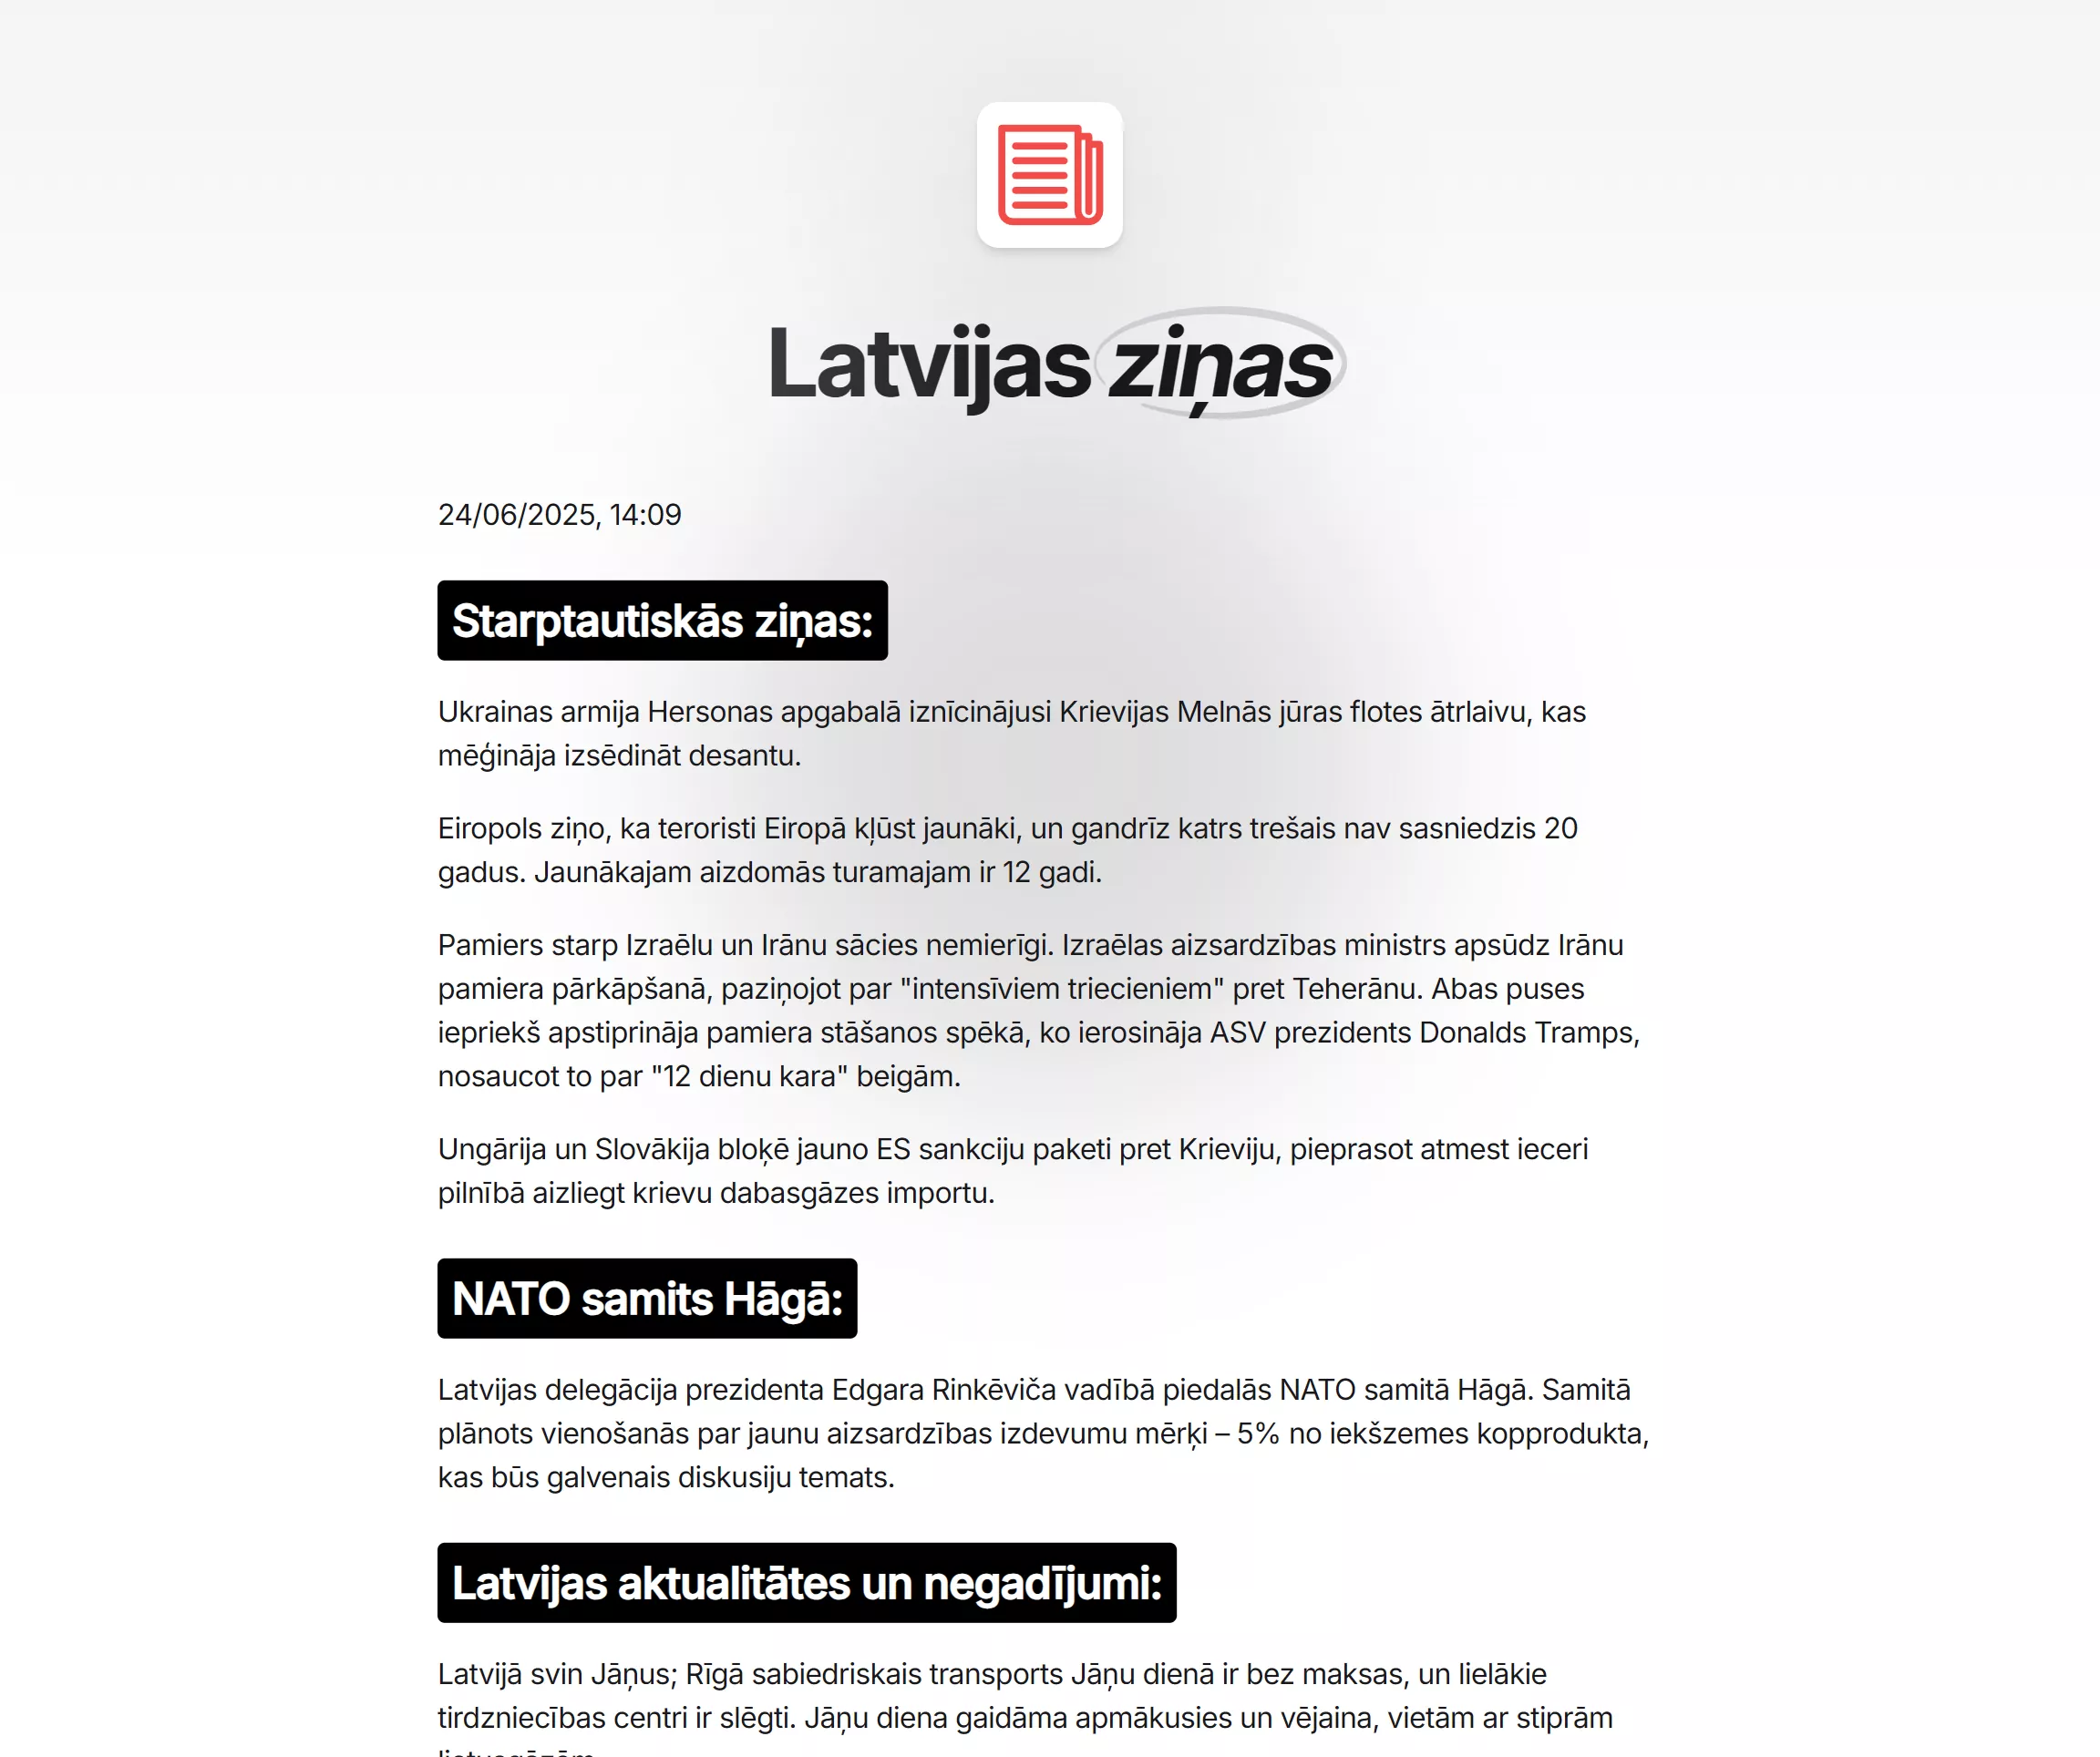 Latvijas ziņas
24/06/2025, 14:09
Starptautiskās ziņas:
Ukrainas armija Hersonas apgabalā iznīcinājusi Krievijas Melnās jūras flotes ātrlaivu, kas
mēģināja izsēdināt desantu.
Eiropols ziņo, ka teroristi Eiropā kļūst jaunāki, un gandrīz katrs trešais nav sasniedzis 20
gadus. Jaunākajam aizdomās turamajam ir 12 gadi.
Pamiers starp Izraēlu un Irānu sācies nemierīgi. Izraēlas aizsardzības ministrs apsūdz Irānu
pamiera pārkāpšanā, paziņojot par "intensīviem triecieniem" pret Teherānu. Abas puses
iepriekš apstiprināja pamiera stāšanos spēkā, ko ierosināja ASV prezidents Donalds Tramps,
nosaucot to par "12 dienu kara" beigām.
Ungārija un Slovākija bloķē jauno ES sankciju paketi pret Krieviju, pieprasot atmest ieceri
pilnībā aizliegt krievu dabasgāzes importu.
NATO samits Hāgā:
Latvijas delegācija prezidenta Edgara Rinkēviča vadībā piedalās NATO samitā Hāgā. Samitā
plānots vienošanās par jaunu aizsardzības izdevumu mērķi – 5% no iekšzemes kopprodukta,
kas būs galvenais diskusiju temats.
Latvijas aktualitātes un negadījumi:
Latvijā svin Jāņus; Rīgā sabiedriskais transports Jāņu dienā ir bez maksas, un lielākie
tirdzniecības centri ir slēgti. Jāņu diena gaidāma apmākusies un vējaina, vietām ar stiprām